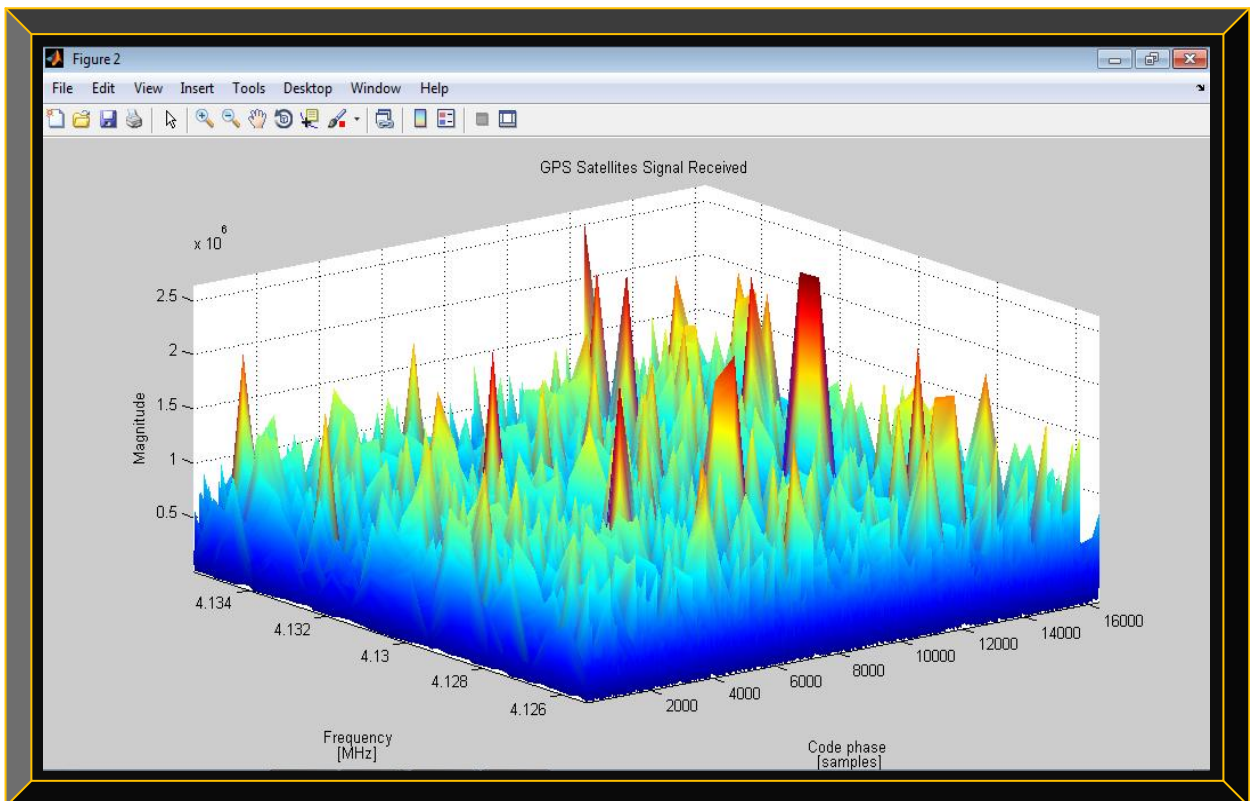 Figure 2
File Edit View Insert Tools Desktop Window Help
GPS Satellites Signal Received
x 10^6
2.5
2
1.5
1
0.5
Magnitude
4.134
4.132
4.13
4.128
4.126
Frequency
[MHz]
2000
4000
6000
8000
10000
12000
14000
16000
Code phase
[samples]